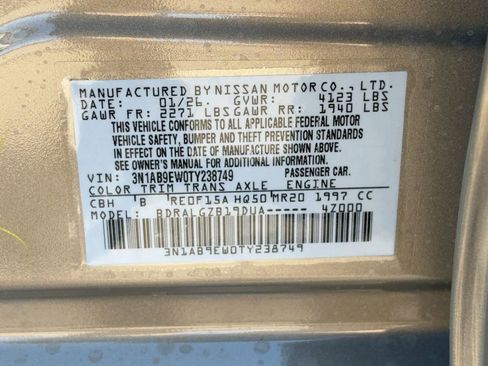 MANUFACTURED BY NISSAN MOTOR CO., LTD.
DATE: 01/26. GVWR: 4123 LBS
GAWR FR: 2271 LBS GAWR RR: 1940 LBS
THIS VEHICLE CONFORMS TO ALL APPLICABLE FEDERAL MOTOR
VEHICLE SAFETY, BUMPER AND THEFT PREVENTION STANDARDS
IN EFFECT ON THE DATE OF MANUFACTURE SHOWN ABOVE.
SEE OWNER'S MANUAL FOR ADDITIONAL INFORMATION.
VIN: 3N1AB9EW0TY238749 PASSENGER CAR.
COLOR TRIM TRANS AXLE ENGINE
CBH 'B RE0F15A HQ50 MR20 1997 CC
MODEL: BDRALGZB19DUA----- 4Z000
3N1AB9EW0TY238749